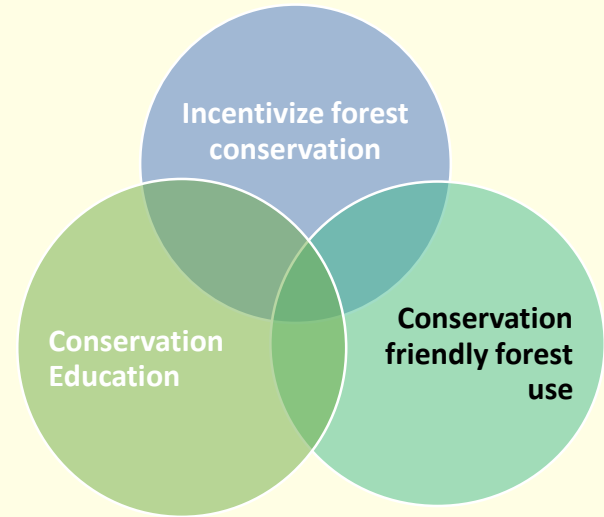 Incentivize forest
conservation
Conservation
Education
Conservation
friendly forest
use